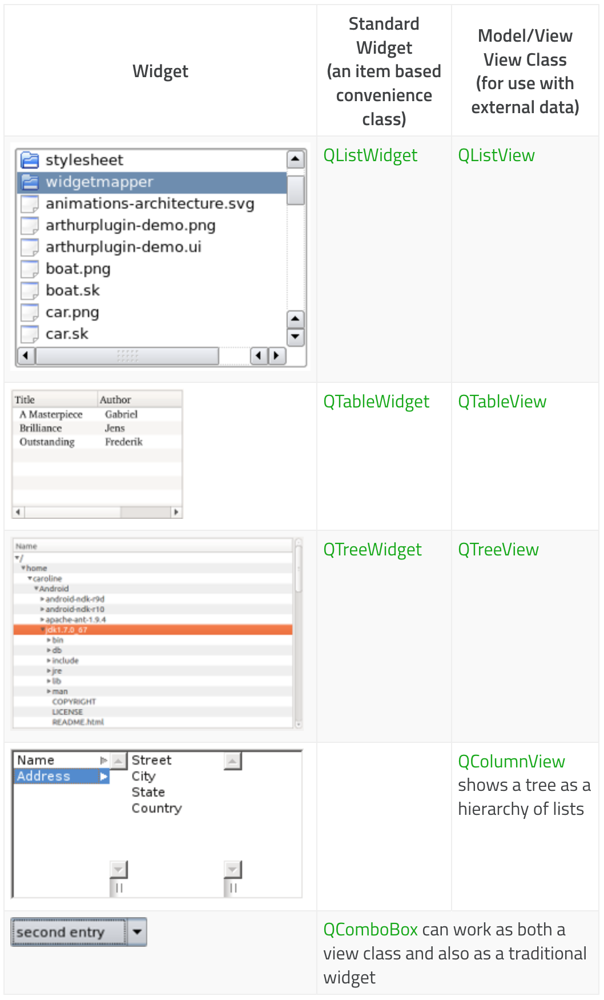 Widget
Standard
Widget
(an item based
convenience
class)
Model/View
View Class
(for use with
external data)
stylesheet
widgetmapper
animations-architecture.svg
arthurplugin-demo.png
arthurplugin-demo.ui
boat.png
boat.sk
car.png
car.sk
QListWidget
QListView
Title Author
A Masterpiece Gabriel
Brilliance Jens
Outstanding Frederik
QTableWidget
QTableView
Name
/
home
caroline
Android
android-ndk-r9d
android-ndk-r10
apache-ant-1.9.4
jdk1.7.0_67
bin
db
include
jre
lib
man
COPYRIGHT
LICENSE
README.html
QTreeWidget
QTreeView
Name
Address
Street
City
State
Country
QColumnView
shows a tree as a
hierarchy of lists
second entry
QComboBox can work as both a
view class and also as a traditional
widget